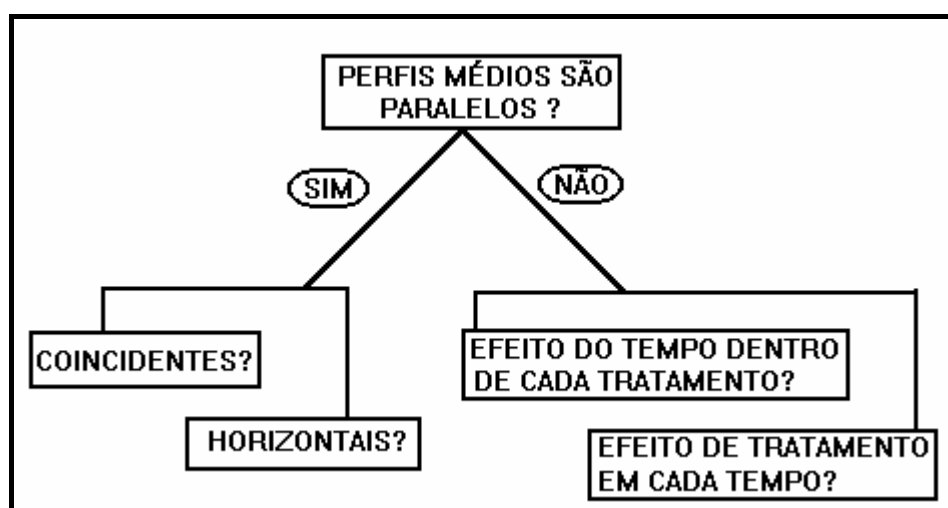 PERFIS MÉDIOS SÃO
PARALELOS ?
SIM
NÃO
COINCIDENTES?
HORIZONTAIS?
EFEITO DO TEMPO DENTRO
DE CADA TRATAMENTO?
EFEITO DE TRATAMENTO
EM CADA TEMPO?